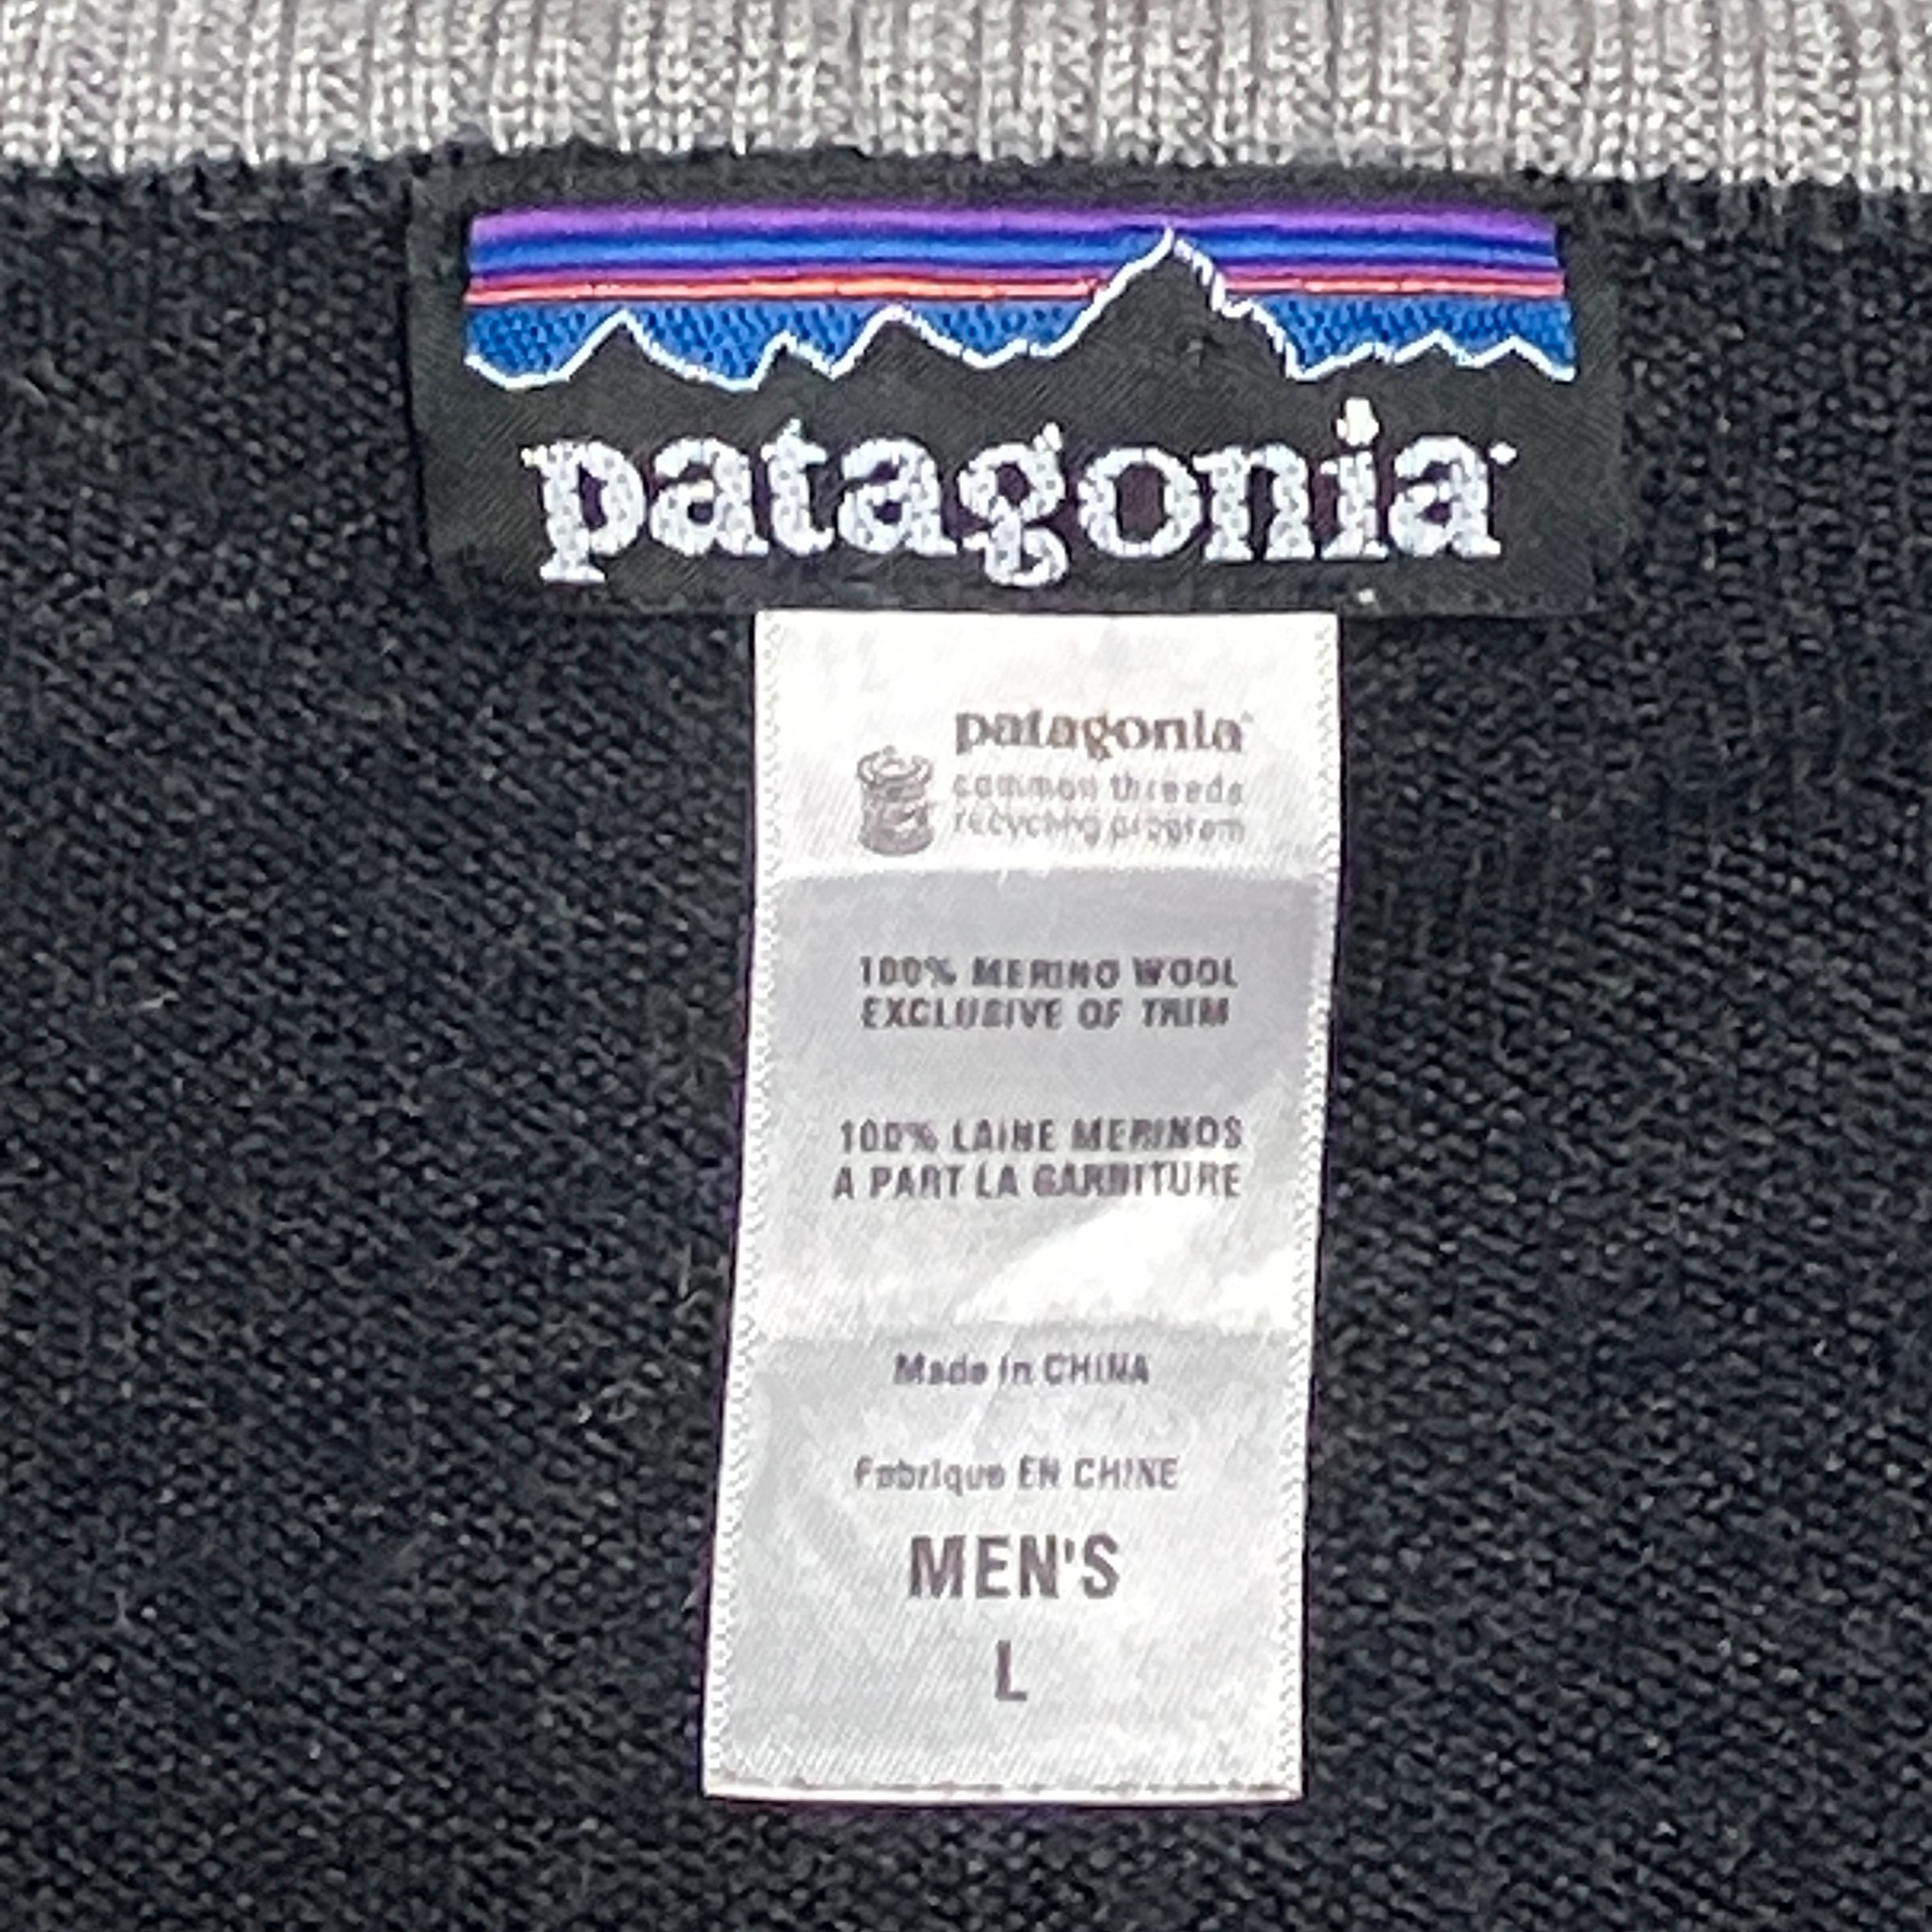 patagonia
patagonia®
common threads
recycling program
100% MERINO WOOL
EXCLUSIVE OF TRIM
100% LAINE MERINOS
A PART LA GARNITURE
Made in CHINA
Fabrique EN CHINE
MEN'S
L